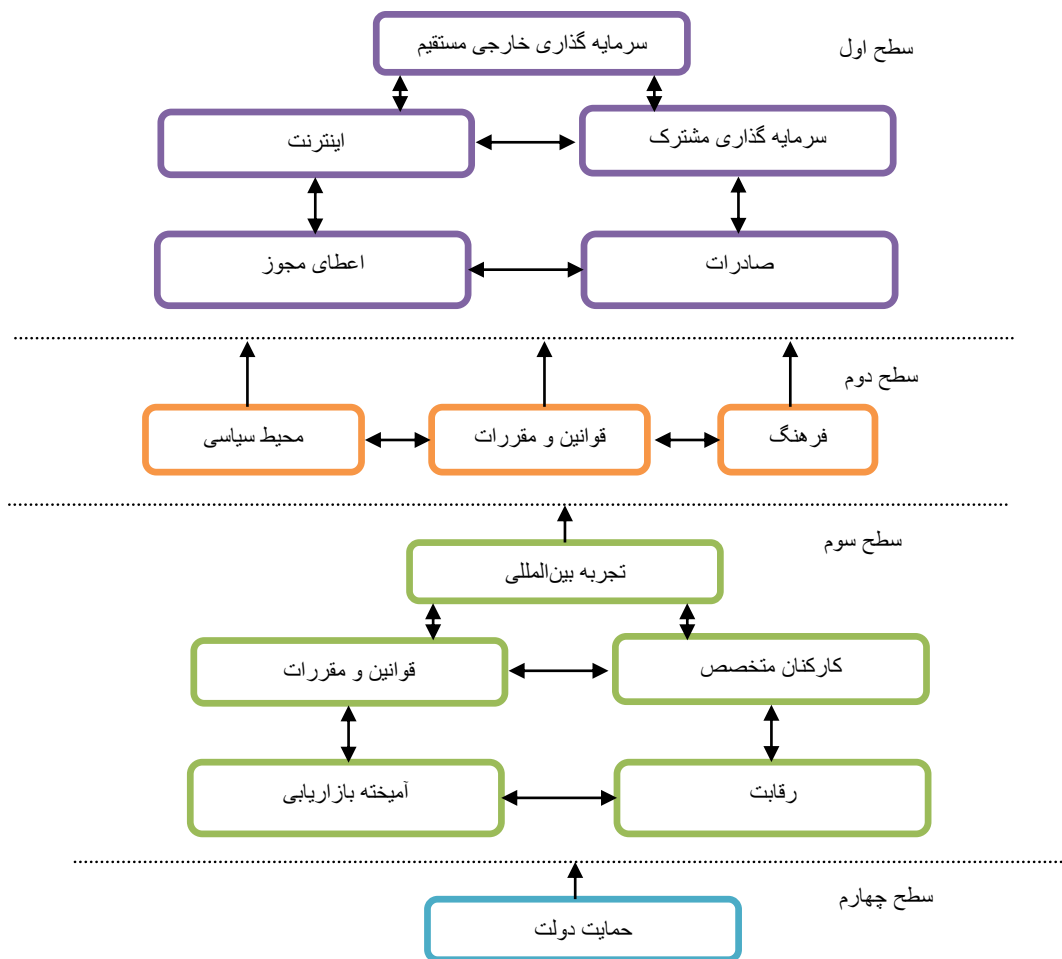 سرمایه گذاری خارجی مستقیم
سطح اول
سرمایه گذاری مشترک
اینترنت
صادرات
اعطای مجوز
سطح دوم
فرهنگ
قوانین و مقررات
محیط سیاسی
سطح سوم
تجربه بین‌المللی
کارکنان متخصص
قوانین و مقررات
رقابت
آمیخته بازاریابی
سطح چهارم
حمایت دولت